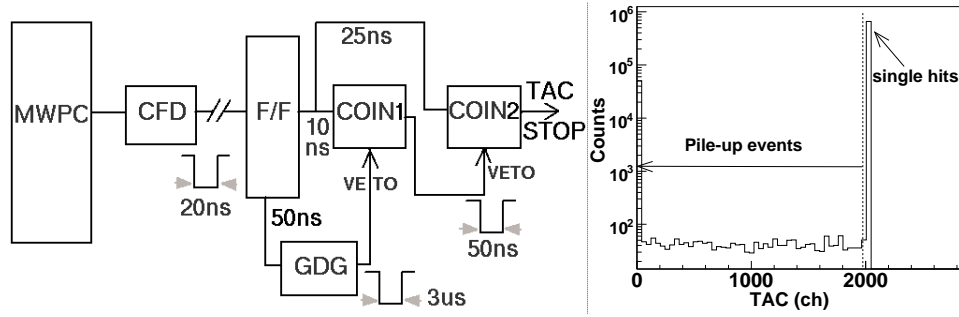 MWPC
CFD
20ns
F/F
25ns
10
ns
COIN1
COIN2
TAC
STOP
VETO
VETO
50ns
GDG
3us
50ns
Counts
10^6
10^5
10^4
10^3
10^2
single hits
Pile-up events
0 1000 2000
TAC (ch)